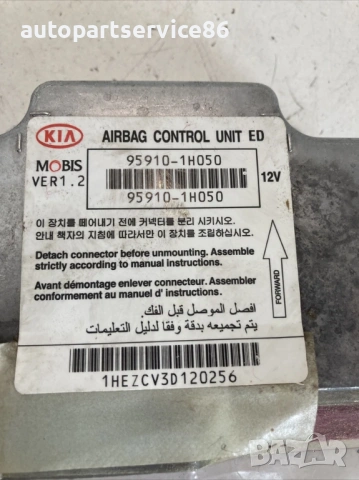 autopartservice86
KIA
AIRBAG CONTROL UNIT ED
MOBIS
VER1.2
95910-1H050
95910-1H050
12V
이 장치를 떼어내기 전에 커넥터를 분리 시키시오.
안내 책자의 지침에 따라서만 이 장치를 조립하십시오.
Detach connector before unmounting. Assemble
strictly according to manual instructions.
Avant démontage enlever connecteur. Assembler
conformement au manuel d' instructions.
افصل الموصل قبل الفك.
يتم تجميعه بدقة وفقا لدليل التعليمات
FORWARD
1HEZCV3D120256
bazar